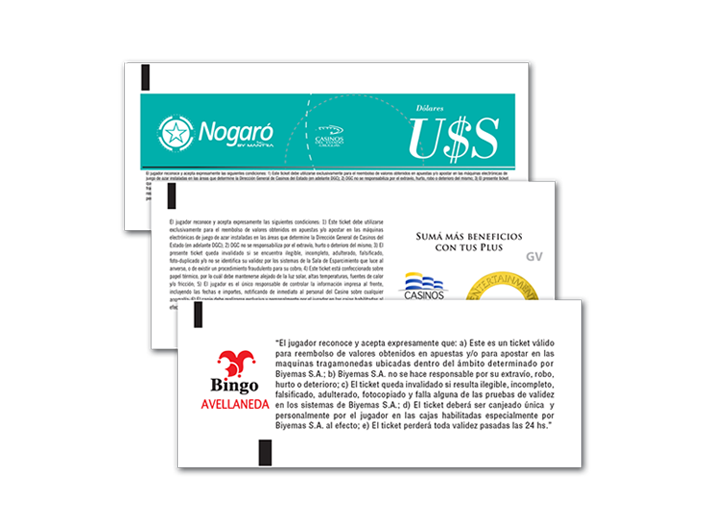 Nogaró
BY MANTRA
CASINOS
DEL ESTADO
Dólares
U$S
El jugador reconoce y acepta expresamente las siguientes condiciones: 1) Este ticket debe utilizarse exclusivamente para el reembolso de valores obtenidos en apuestas y/o para apostar en las máquinas electrónicas de
juego de azar instaladas en las áreas que determine la Dirección General de Casinos del Estado (en adelante DGC); 2) DGC no se responsabiliza por el extravío, hurto, robo o deterioro del mismo; 3) El presente ticket
El jugador reconoce y acepta expresamente las siguientes condiciones: 1) Este ticket debe utilizarse
exclusivamente para el reembolso de valores obtenidos en apuestas y/o para apostar en las máquinas
electrónicas de juego de azar instaladas en las áreas que determine la Dirección General de Casinos del
Estado (en adelante DGC); 2) DGC no se responsabiliza por el extravío, hurto o deterioro del mismo; 3) El
presente ticket queda invalidado si se encuentra ilegible, incompleto, adulterado, falsificado,
foto duplicado y/o no se identifica su validez por los sistemas de la Sala de Esparcimiento que luce al
anverso, o de existir un procedimiento fraudulento para su cobro; 4) Este ticket está confeccionado sobre
papel térmico, por lo cual debe mantenerse alejado de la luz solar, altas temperaturas, fuentes de calor
y/o fricción. 5) El jugador es el único responsable de controlar la información impresa al frente,
incluyendo las fechas e importes, notificando de inmediato al personal del Casino sobre cualquier
SUMÁ MÁS BENEFICIOS
CON TUS PLUS
GV
CASINOS
ENTERTAINMENT
Bingo
AVELLANEDA
"El jugador reconoce y acepta expresamente que: a) Este es un ticket válido
para reembolso de valores obtenidos en apuestas y/o para apostar en las
maquinas tragamonedas ubicadas dentro del ámbito determinado por
Biyemas S.A.; b) Biyemas S.A. no se hace responsable por su extravío, robo,
hurto o deterioro; c) El ticket queda invalidado si resulta ilegible, incompleto,
falsificado, adulterado, fotocopiado y falla alguna de las pruebas de validez
en los sistemas de Biyemas S.A.; d) El ticket deberá ser canjeado única y
personalmente por el jugador en las cajas habilitadas especialmente por
Biyemas S.A. al efecto; e) El ticket perderá toda validez pasadas las 24 hs."